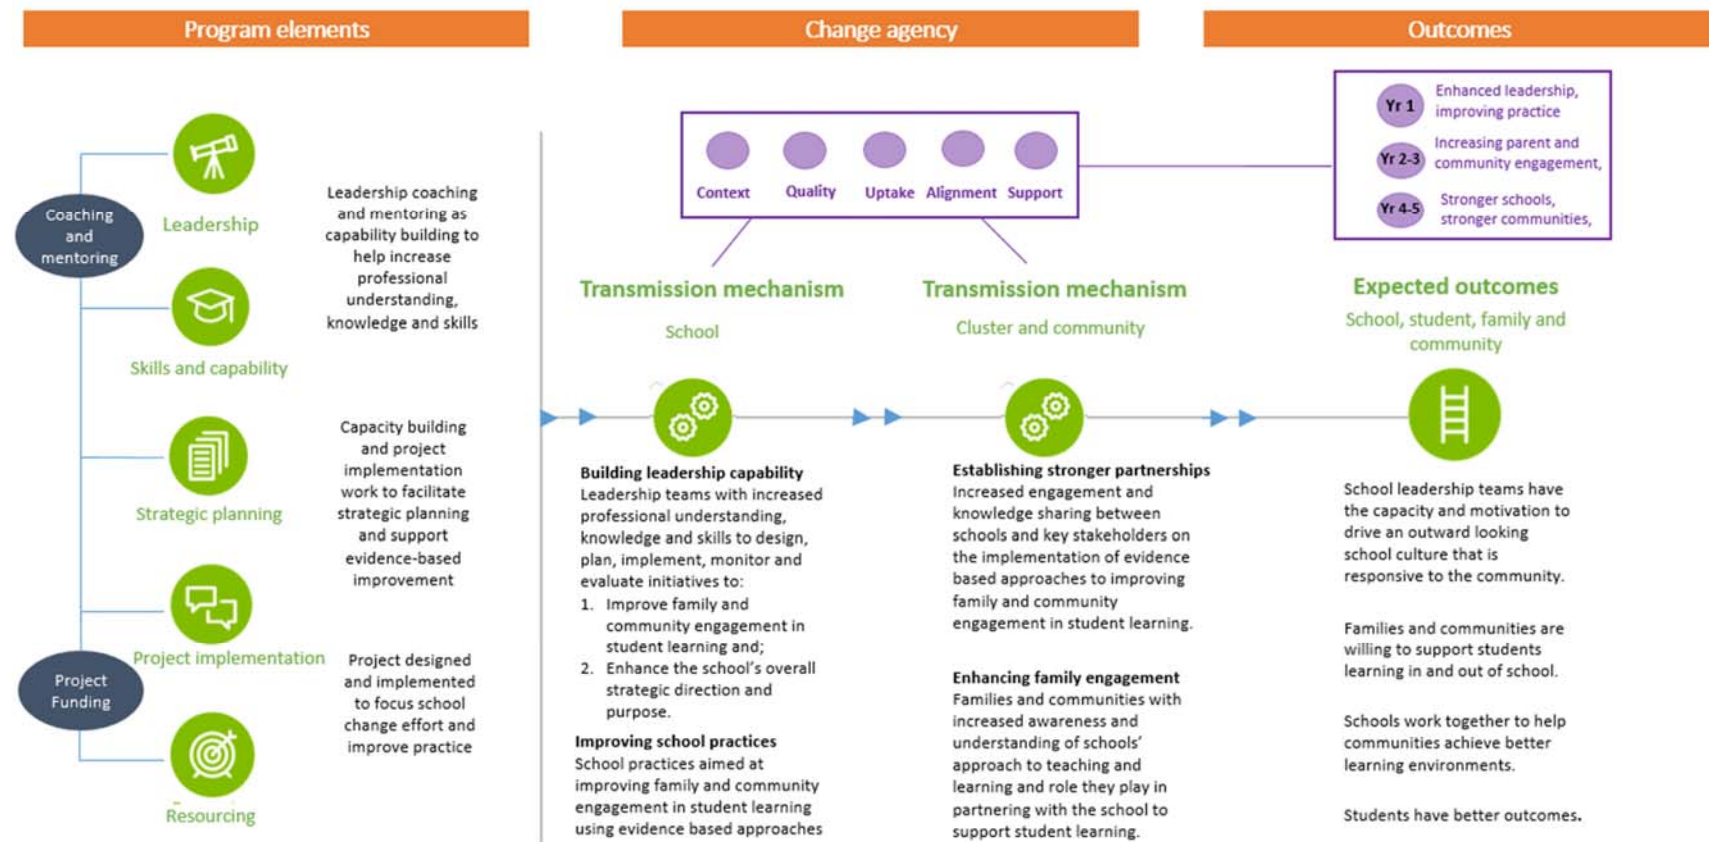 Program elements
Change agency
Outcomes
Coaching
and
mentoring
Project
Funding
Leadership
Skills and capability
Strategic planning
Project implementation
Resourcing
Leadership coaching
and mentoring as
capability building to
help increase
professional
understanding,
knowledge and skills
Capacity building
and project
implementation
work to facilitate
strategic planning
and support
evidence-based
improvement
Project designed
and implemented
to focus school
change effort and
improve practice
Context
Quality
Uptake
Alignment
Support
Transmission mechanism
School
Building leadership capability
Leadership teams with increased
professional understanding,
knowledge and skills to design,
plan, implement, monitor and
evaluate initiatives to:
1. Improve family and
community engagement in
student learning and;
2. Enhance the school's overall
strategic direction and
purpose.
Improving school practices
School practices aimed at
improving family and community
engagement in student learning
using evidence based approaches
Transmission mechanism
Cluster and community
Establishing stronger partnerships
Increased engagement and
knowledge sharing between
schools and key stakeholders on
the implementation of evidence
based approaches to improving
family and community
engagement in student learning.
Enhancing family engagement
Families and communities with
increased awareness and
understanding of schools'
approach to teaching and
learning and role they play in
partnering with the school to
support student learning.
Yr 1
Enhanced leadership,
improving practice
Yr 2-3
Increasing parent and
community engagement,
Yr 4-5
Stronger schools,
stronger communities,
Expected outcomes
School, student, family and
community
School leadership teams have
the capacity and motivation to
drive an outward looking
school culture that is
responsive to the community.
Families and communities are
willing to support students
learning in and out of school.
Schools work together to help
communities achieve better
learning environments.
Students have better outcomes.